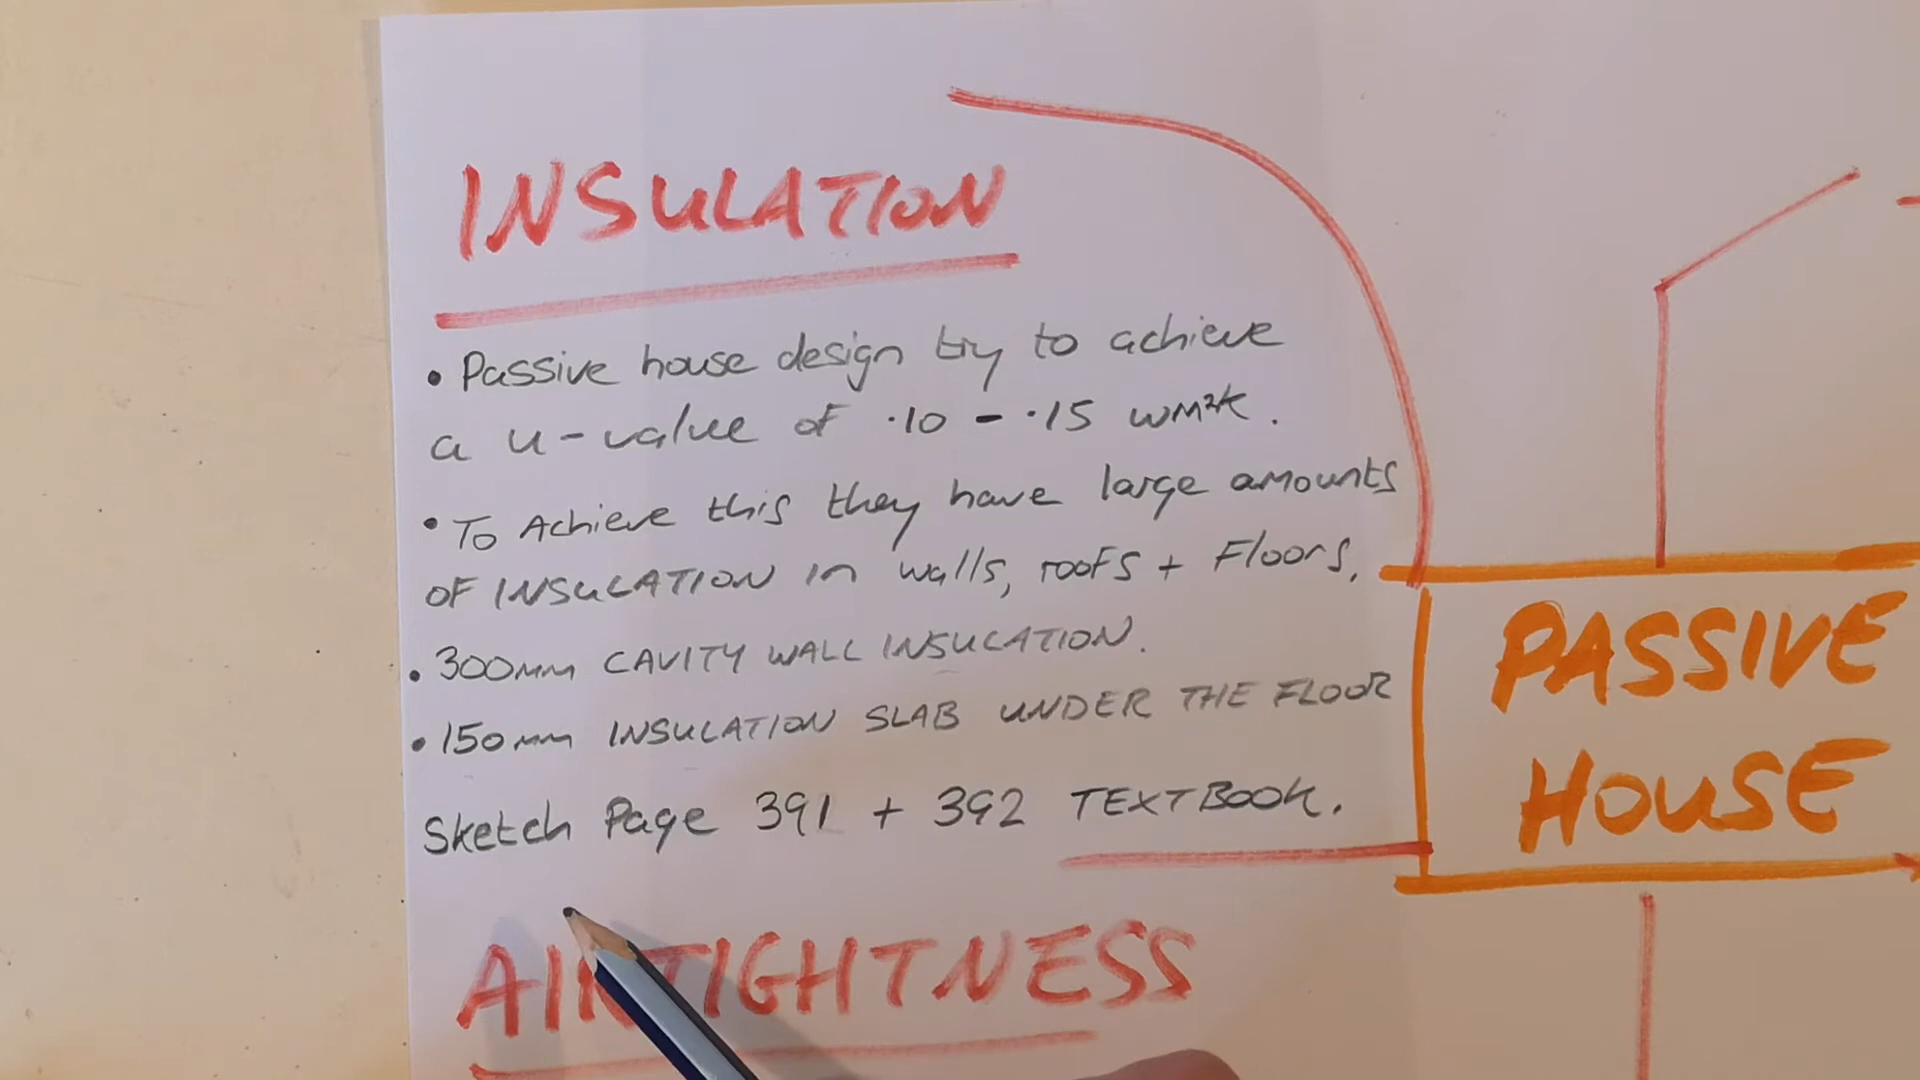 INSULATION
• Passive house design try to achieve
a u-value of .10 - .15 WM²K.
• To Achieve this they have large amounts
OF INSULATION in walls, roofs + Floors.
• 300mm CAVITY WALL INSULATION.
• 150mm INSULATION SLAB UNDER THE FLOOR
Sketch Page 391 + 392 TEXTBOOK.
PASSIVE
HOUSE
AIRTIGHTNESS